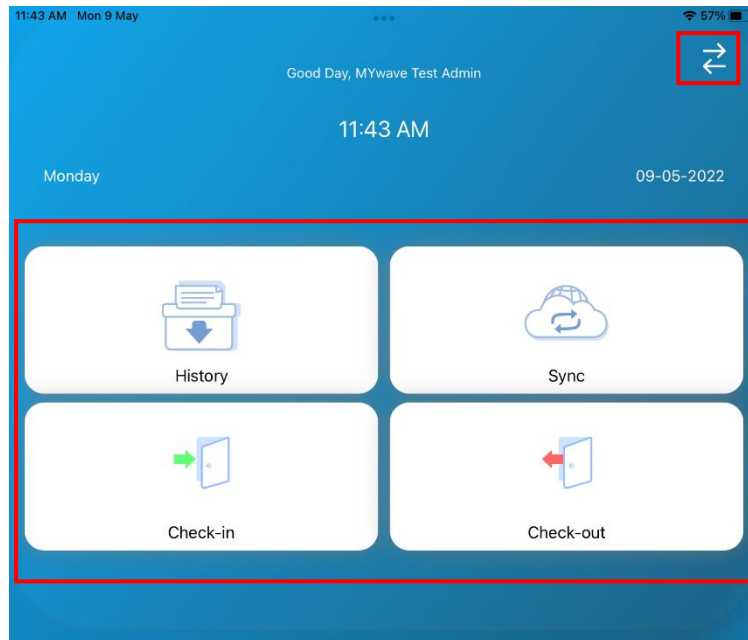 11:43 AM Mon 9 May
57%
Good Day, MYwave Test Admin
11:43 AM
Monday 09-05-2022
History Sync
Check-in Check-out